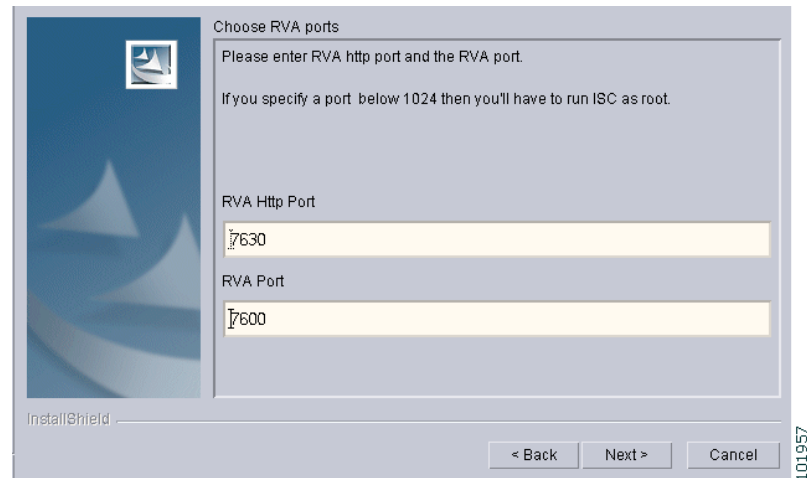 Choose RVA ports
Please enter RVA http port and the RVA port.
If you specify a port below 1024 then you'll have to run ISC as root.
RVA Http Port
7630
RVA Port
7600
InstallShield
< Back
Next >
Cancel
101957